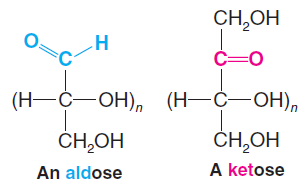 CH₂OH
O H
C C=O
(H—C—OH)ₙ (H—C—OH)ₙ
CH₂OH CH₂OH
An aldose A ketose